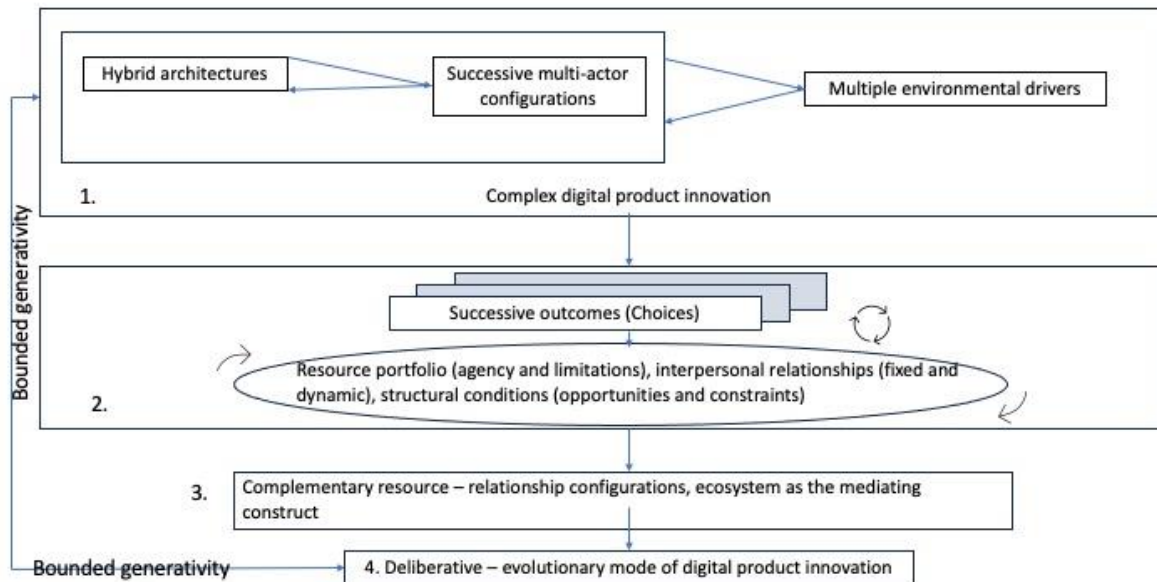 Hybrid architectures
Successive multi-actor
configurations
Multiple environmental drivers
1.
Complex digital product innovation
Bounded generativity
Successive outcomes (Choices)
Resource portfolio (agency and limitations), interpersonal relationships (fixed and
dynamic), structural conditions (opportunities and constraints)
2.
3.
Complementary resource – relationship configurations, ecosystem as the mediating
construct
Bounded generativity
4. Deliberative – evolutionary mode of digital product innovation